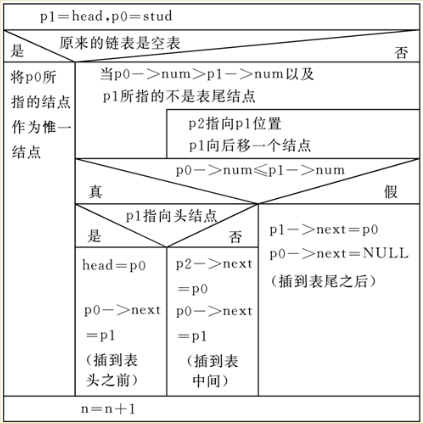 p1=head,p0=stud
原来的链表是空表
是
否
将p0所
指的结点
作为惟一
结点
当p0->num>p1->num以及
p1所指的不是表尾结点
p2指向p1位置
p1向后移一个结点
p0->num≤p1->num
真
假
p1指向头结点
是
否
head=p0
p0->next
=p1
(插到表
头之前)
p2->next
=p0
p0->next
=p1
(插到表
中间)
p1->next=p0
p0->next=NULL
(插到表尾之后)
n=n+1